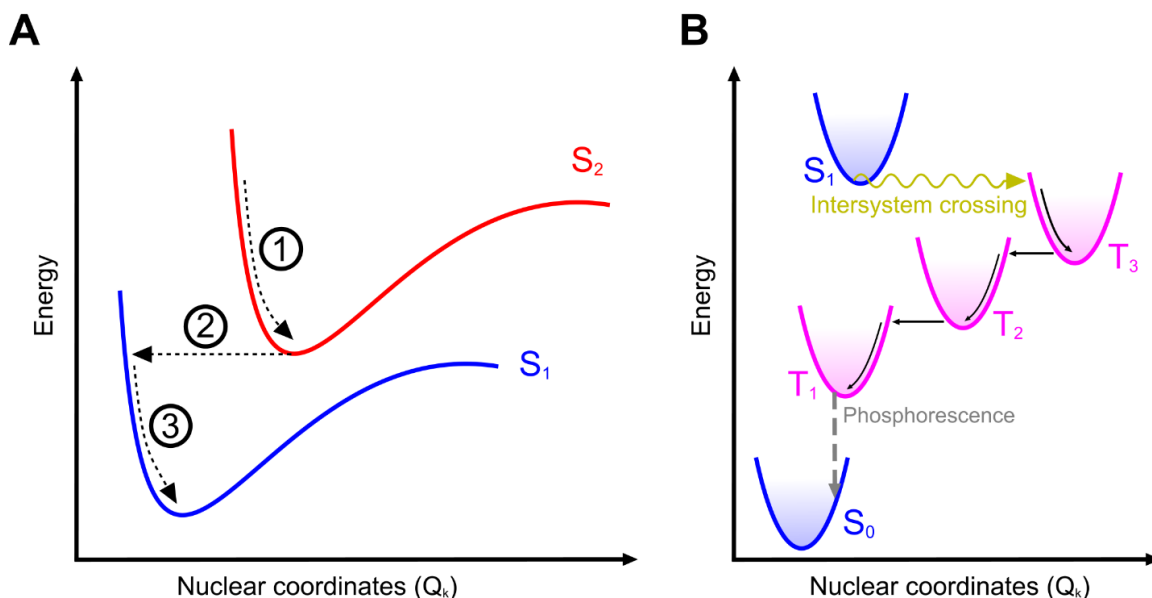 A
Energy
S₂
①
②
S₁
③
Nuclear coordinates (Qₖ)
B
Energy
S₁
Intersystem crossing
T₃
T₂
T₁
Phosphorescence
S₀
Nuclear coordinates (Qₖ)